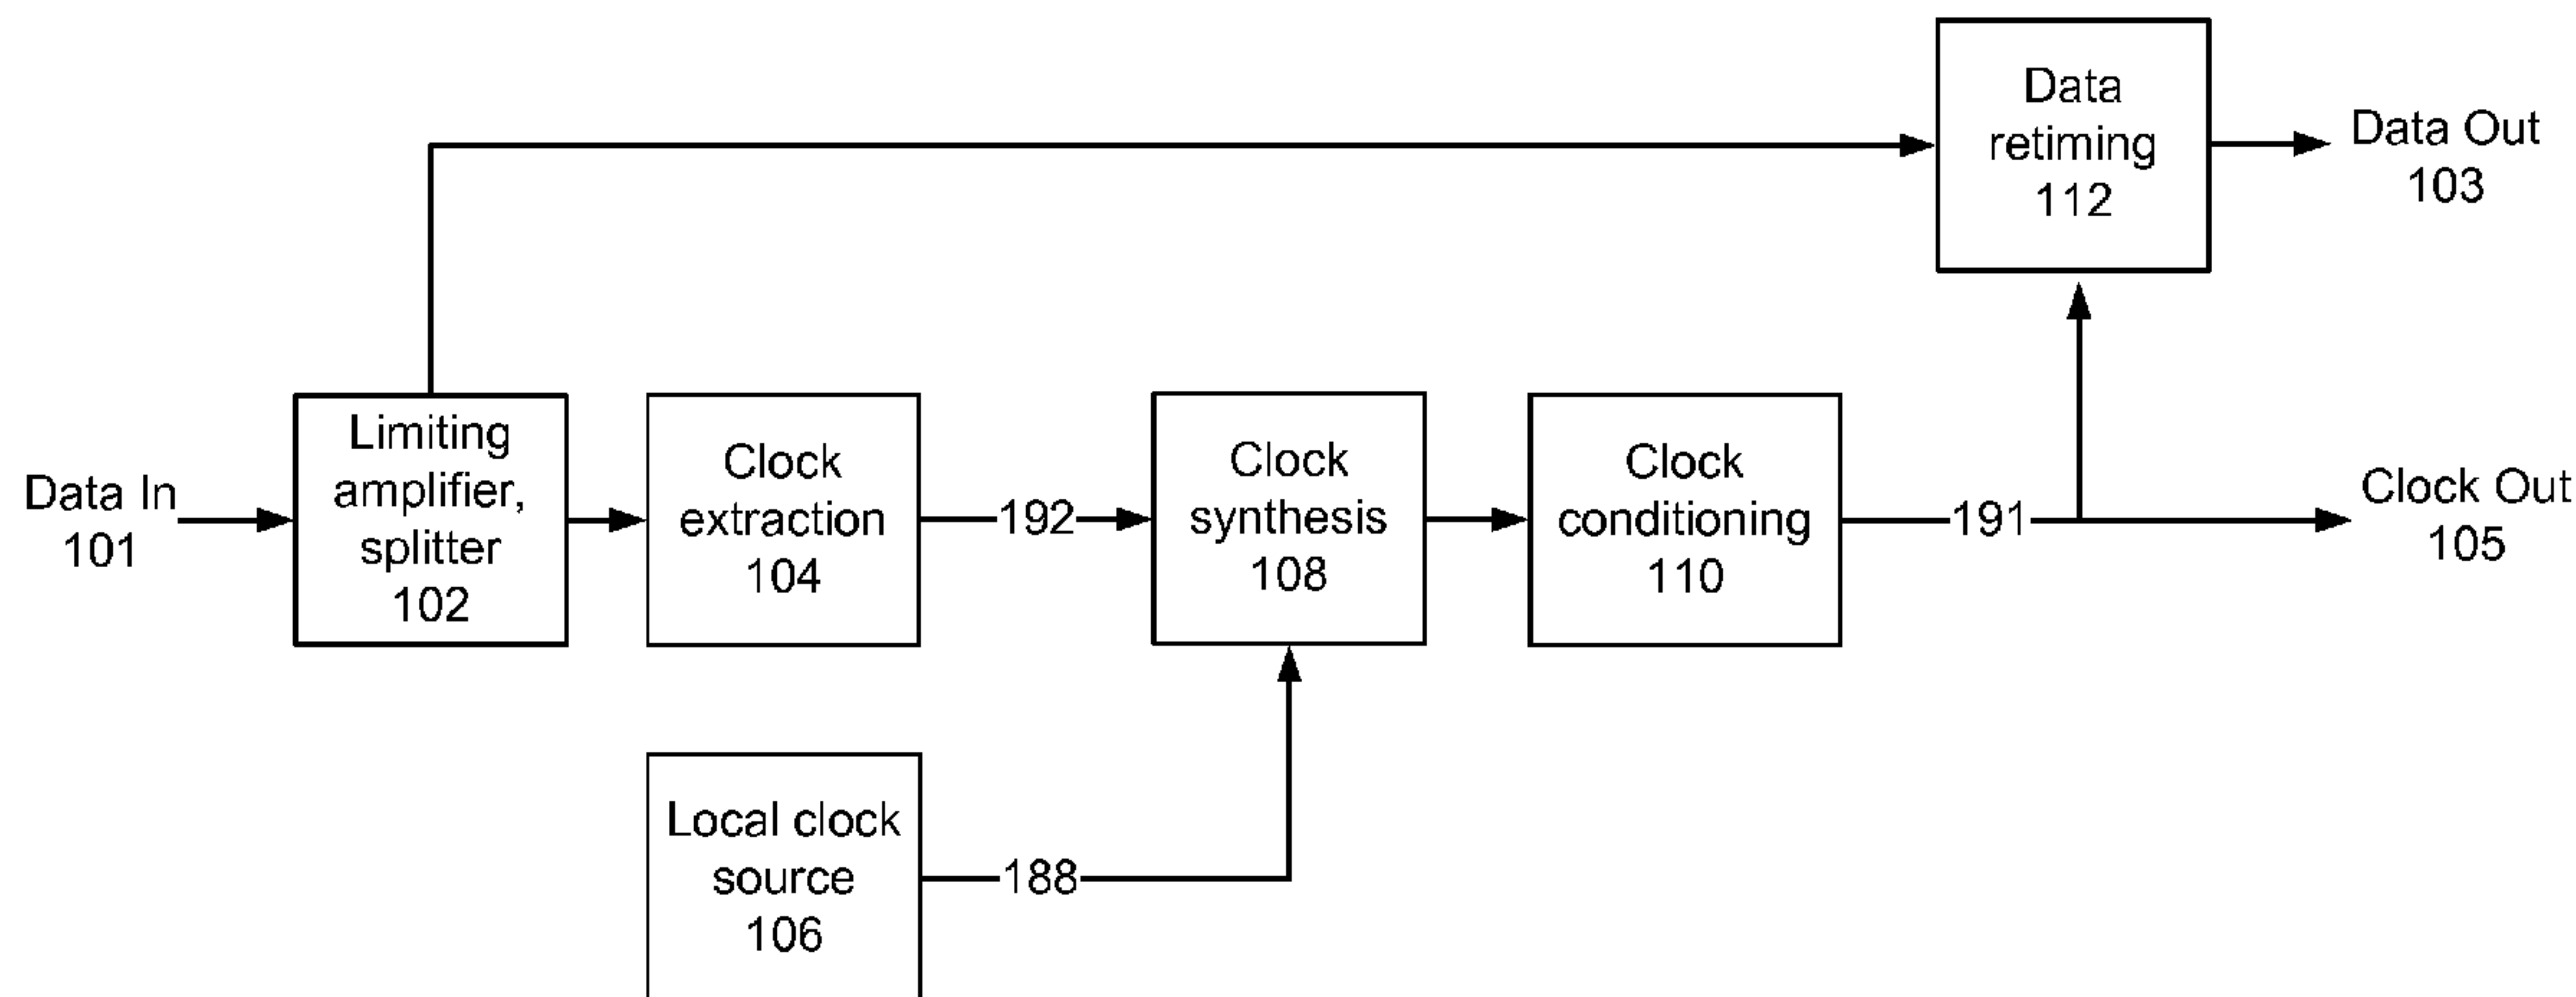 Data
retiming
112
Data Out
103
Data In
101
Limiting
amplifier,
splitter
102
Clock
extraction
104
192
Clock
synthesis
108
Clock
conditioning
110
191
Clock Out
105
Local clock
source
106
188